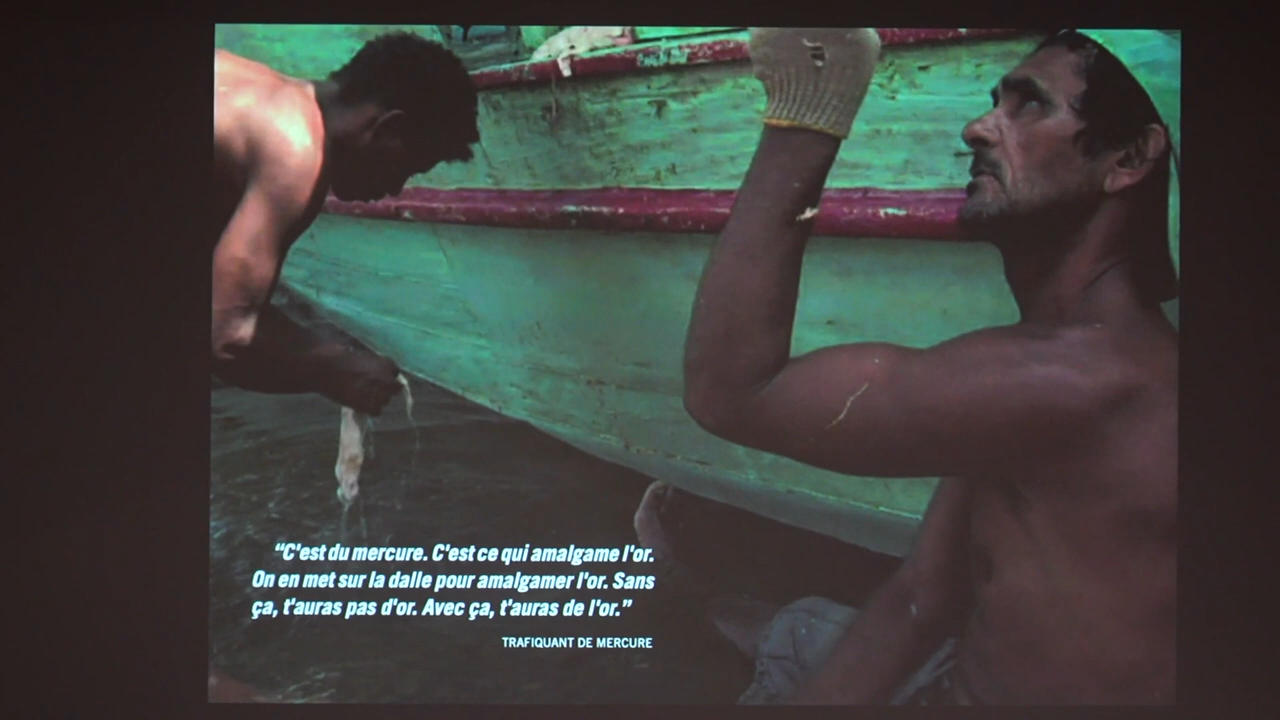 “C'est du mercure. C'est ce qui amalgame l'or.
On en met sur la dalle pour amalgamer l'or. Sans
ça, t'auras pas d'or. Avec ça, t'auras de l'or.”
TRAFIQUANT DE MERCURE